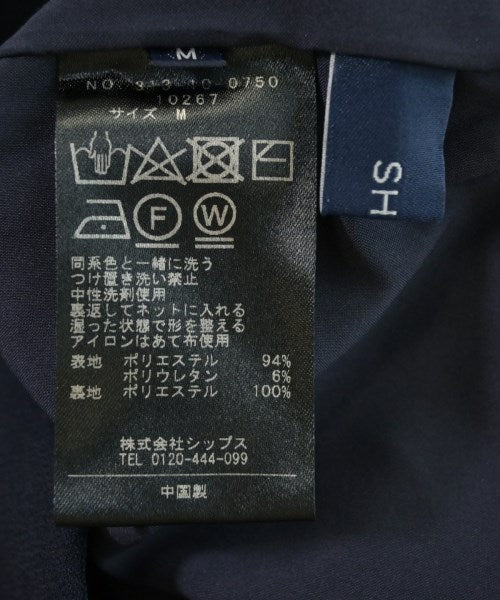 M
NO. 313-10-0750
10267
サイズ M
SH
F W
同系色と一緒に洗う
つけ置き洗い禁止
中性洗剤使用
裏返してネットに入れる
湿った状態で形を整える
アイロンはあて布使用
表地 ポリエステル 94%
ポリウレタン 6%
裏地 ポリエステル 100%
株式会社シップス
TEL 0120-444-099
中国製